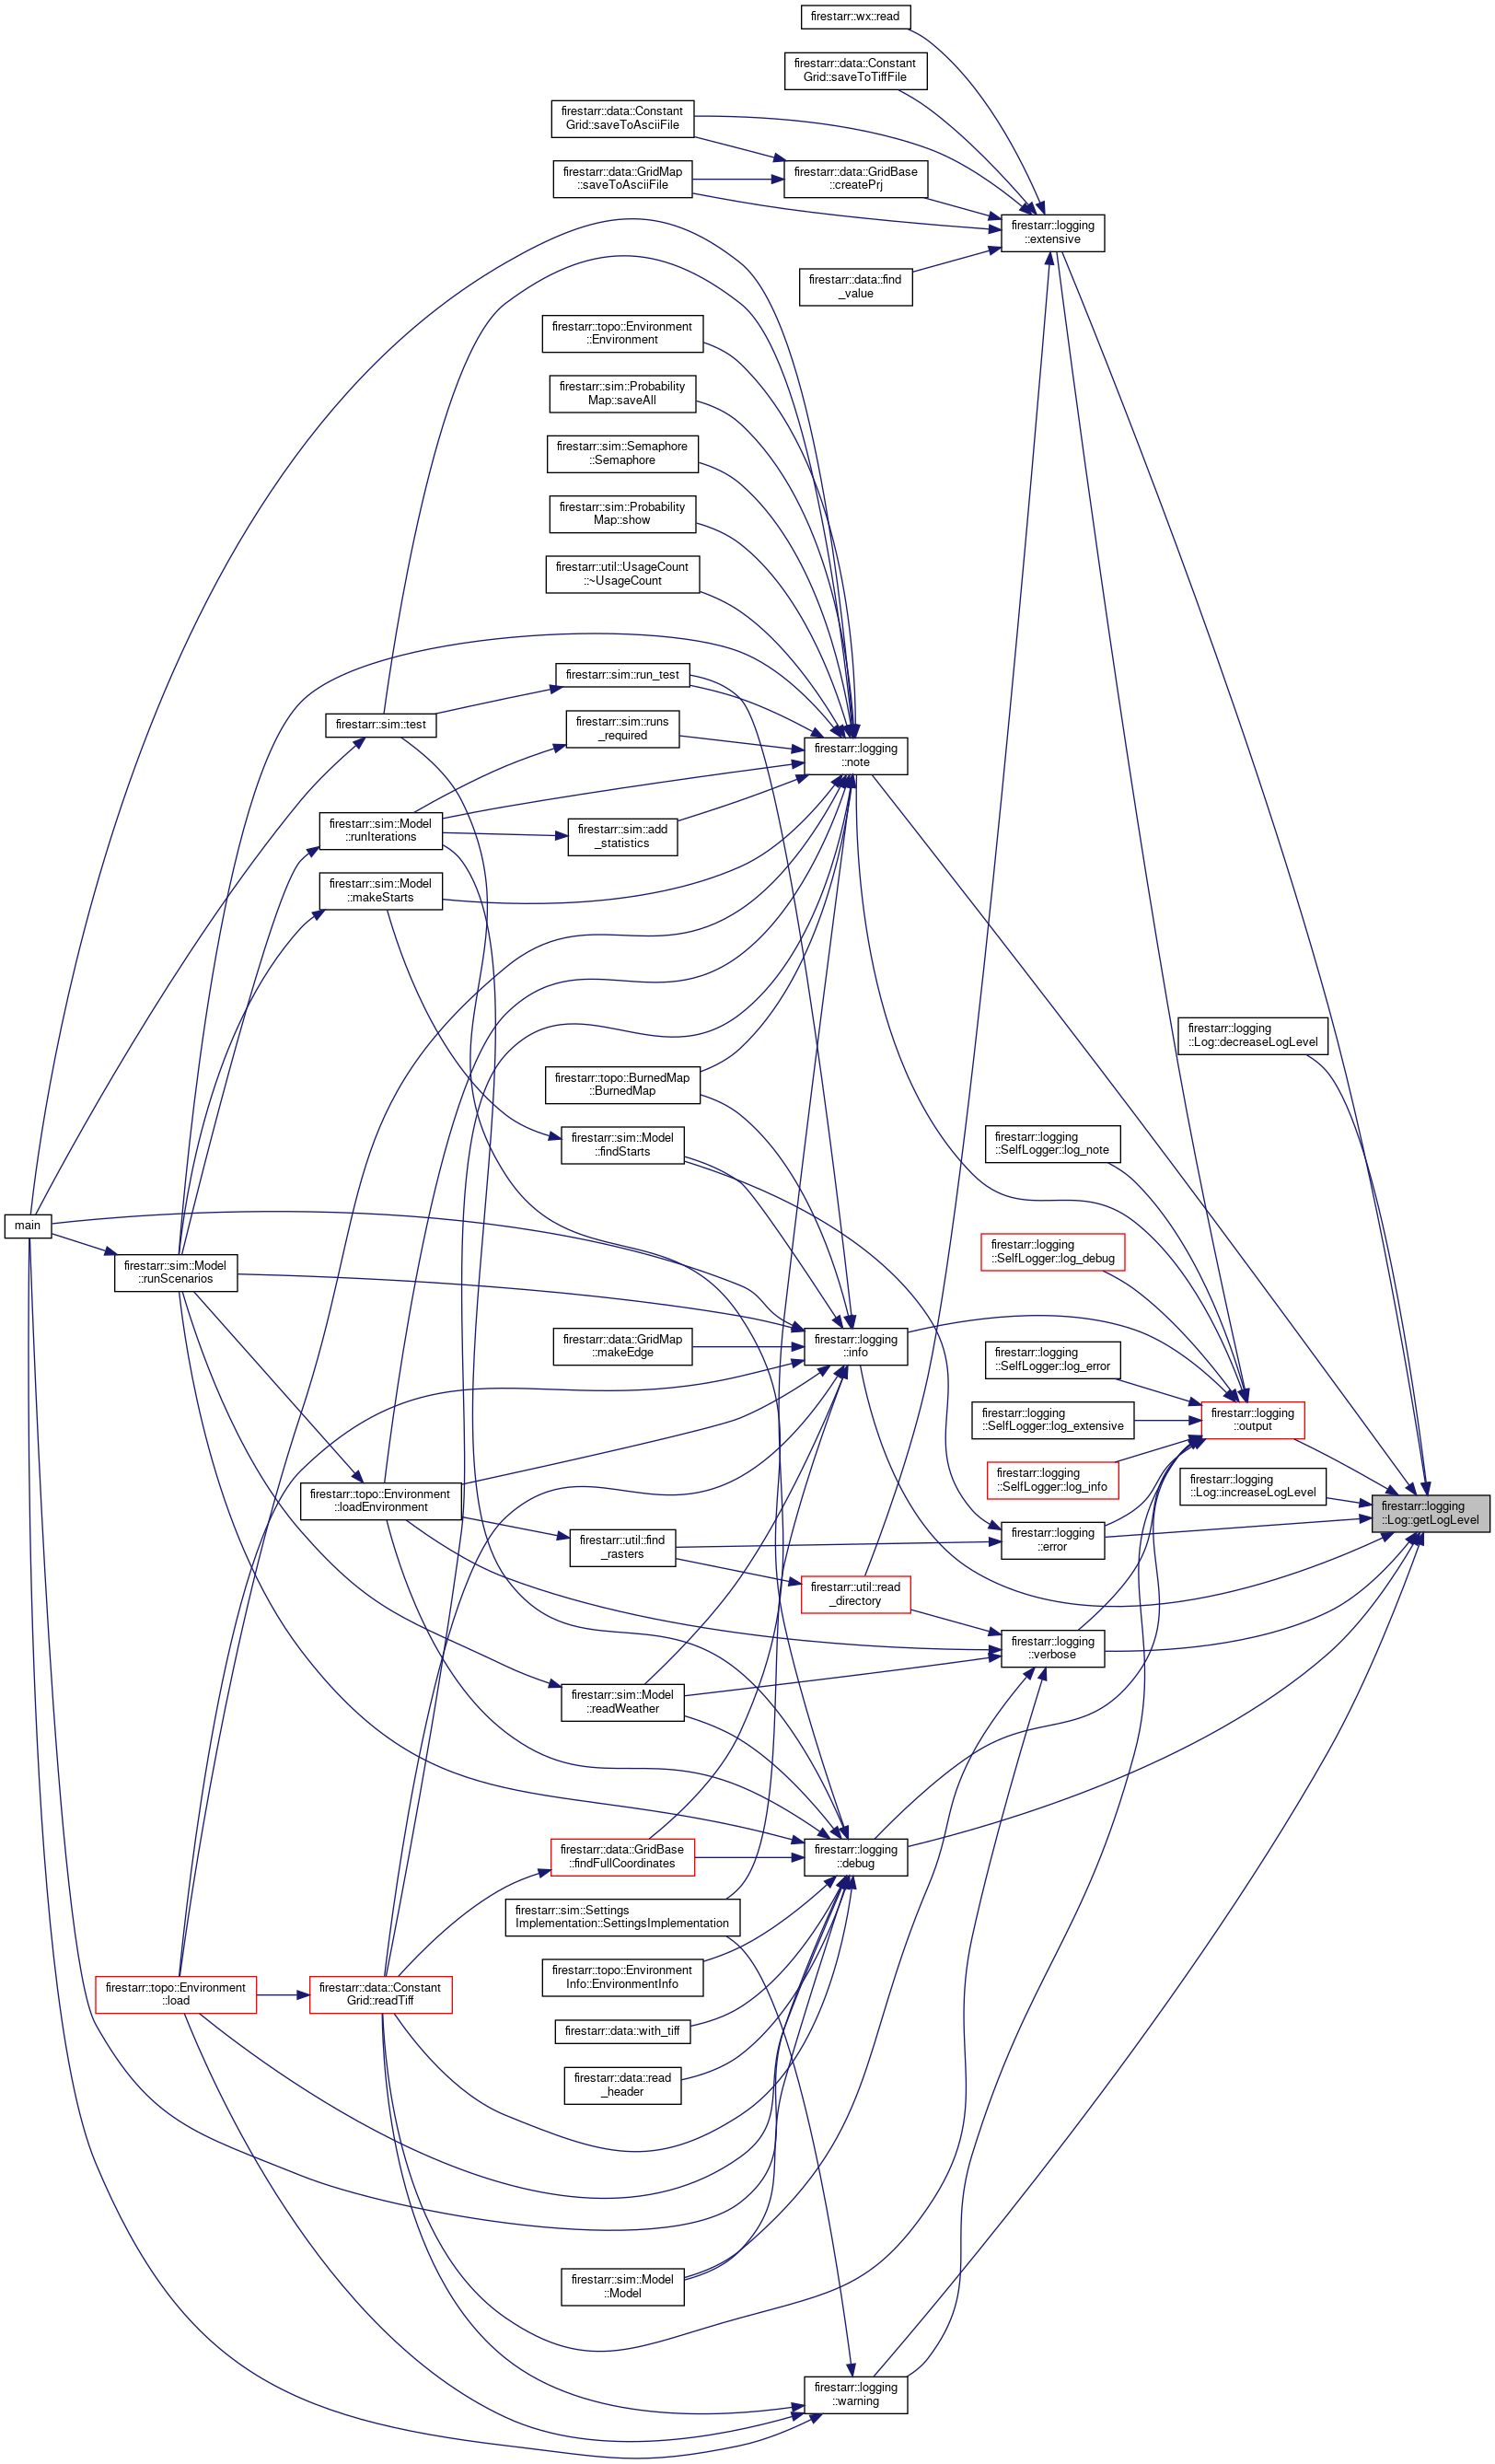 firestarr::wx::read
firestarr::data::Constant
Grid::saveToTiffFile
firestarr::data::Constant
Grid::saveToAsciiFile
firestarr::data::GridMap
::saveToAsciiFile
firestarr::data::GridBase
::createPrj
firestarr::logging
::extensive
firestarr::data::find
_value
firestarr::topo::Environment
::Environment
firestarr::sim::Probability
Map::saveAll
firestarr::sim::Semaphore
::Semaphore
firestarr::sim::Probability
Map::show
firestarr::util::UsageCount
::~UsageCount
firestarr::sim::run_test
firestarr::sim::test
firestarr::sim::runs
_required
firestarr::logging
::note
firestarr::sim::Model
::runIterations
firestarr::sim::add
_statistics
firestarr::sim::Model
::makeStarts
firestarr::logging
::Log::decreaseLogLevel
firestarr::topo::BurnedMap
::BurnedMap
firestarr::sim::Model
::findStarts
firestarr::logging
::SelfLogger::log_note
main
firestarr::sim::Model
::runScenarios
firestarr::logging
::SelfLogger::log_debug
firestarr::data::GridMap
::makeEdge
firestarr::logging
::info
firestarr::logging
::SelfLogger::log_error
firestarr::logging
::SelfLogger::log_extensive
firestarr::logging
::output
firestarr::logging
::SelfLogger::log_info
firestarr::logging
::Log::increaseLogLevel
firestarr::logging
::Log::getLogLevel
firestarr::topo::Environment
::loadEnvironment
firestarr::util::find
_rasters
firestarr::logging
::error
firestarr::util::read
_directory
firestarr::logging
::verbose
firestarr::sim::Model
::readWeather
firestarr::data::GridBase
::findFullCoordinates
firestarr::logging
::debug
firestarr::sim::Settings
Implementation::SettingsImplementation
firestarr::topo::Environment
Info::EnvironmentInfo
firestarr::topo::Environment
::load
firestarr::data::Constant
Grid::readTiff
firestarr::data::with_tiff
firestarr::data::read
_header
firestarr::sim::Model
::Model
firestarr::logging
::warning